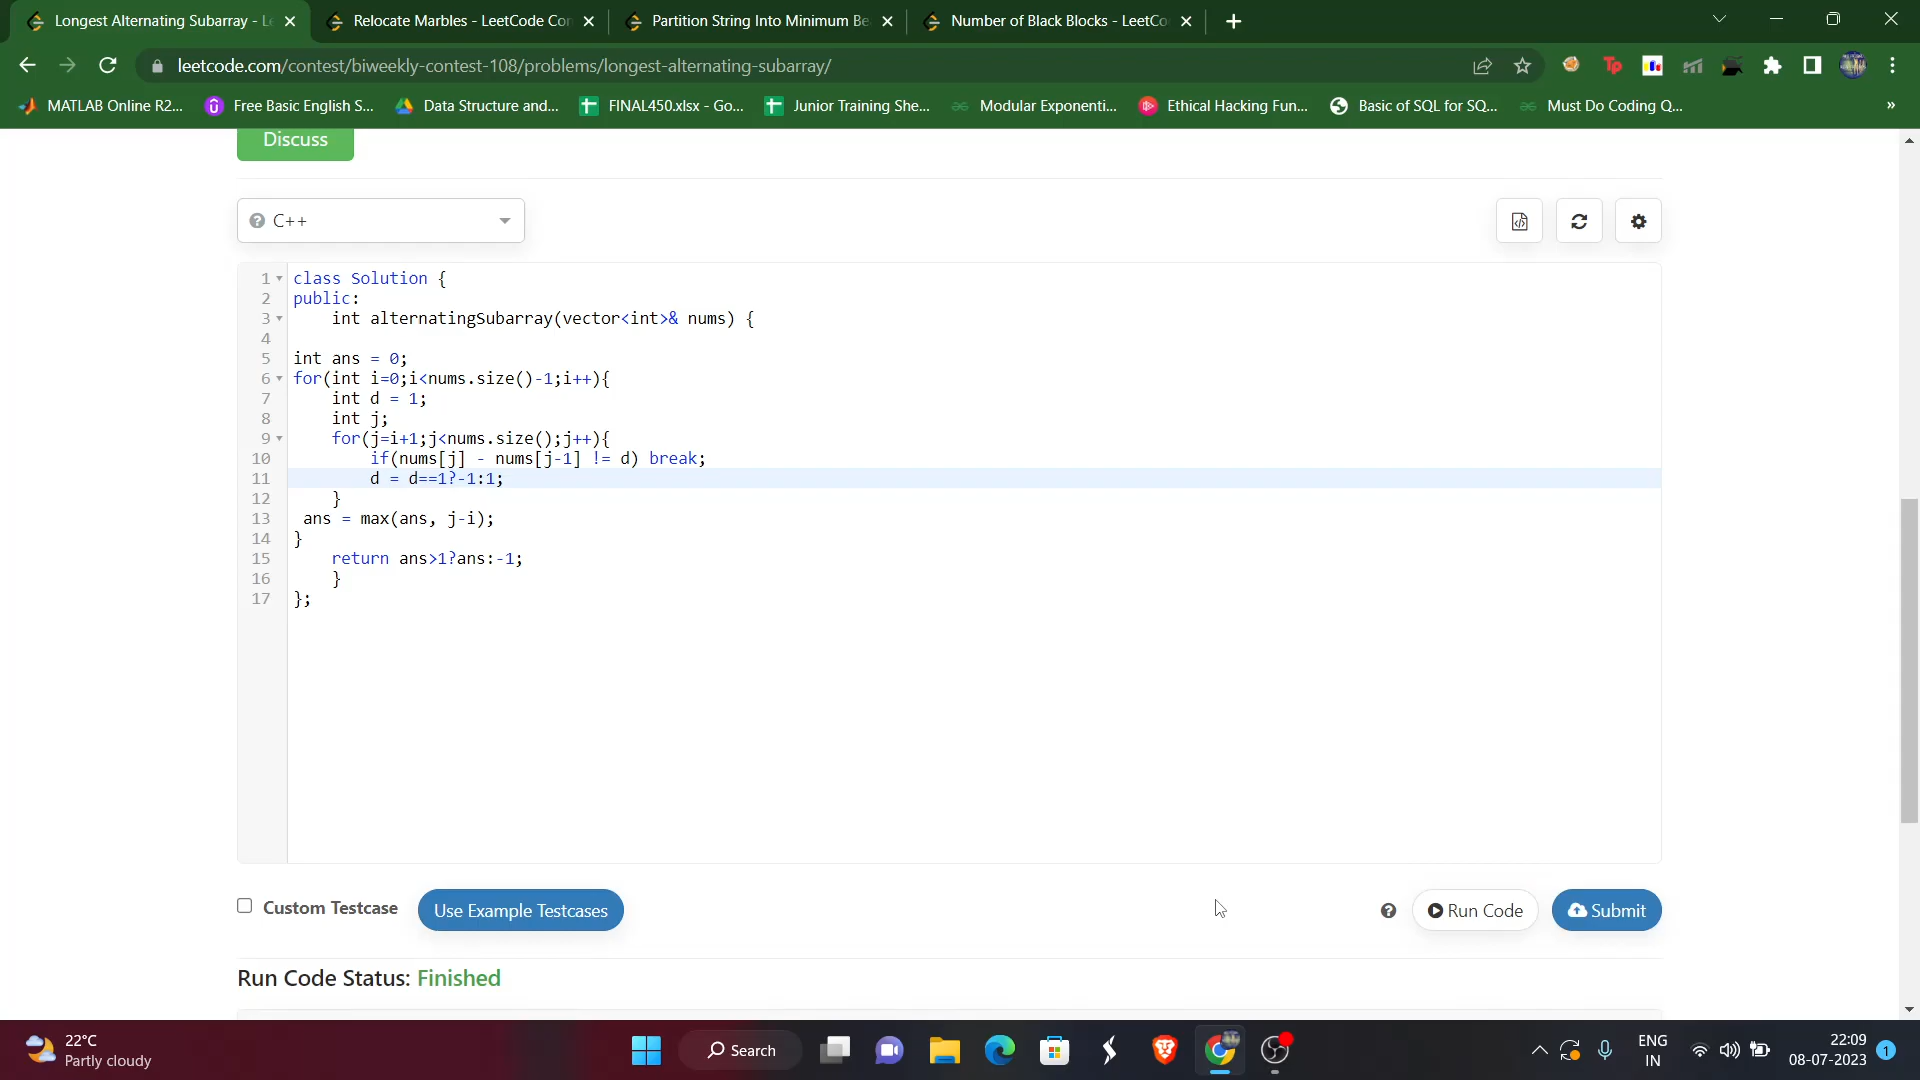 Longest Alternating Subarray - Le
Relocate Marbles - LeetCode Con
Partition String Into Minimum Be
Number of Black Blocks - LeetCo
leetcode.com/contest/biweekly-contest-108/problems/longest-alternating-subarray/
MATLAB Online R2...
Free Basic English S...
Data Structure and...
FINAL450.xlsx - Go...
Junior Training She...
Modular Exponenti...
Ethical Hacking Fun...
Basic of SQL for SQ...
Must Do Coding Q...
»
Discuss
C++
1 class Solution {
2 public:
3 int alternatingSubarray(vector<int>& nums) {
4
5 int ans = 0;
6 for(int i=0;i<nums.size()-1;i++){
7 int d = 1;
8 int j;
9 for(j=i+1;j<nums.size();j++){
10 if(nums[j] - nums[j-1] != d) break;
11 d = d==1?-1:1;
12 }
13 ans = max(ans, j-i);
14 }
15 return ans>1?ans:-1;
16 }
17 };
Custom Testcase
Use Example Testcases
Run Code
Submit
Run Code Status: Finished
22°C
Partly cloudy
Search
ENG
IN
22:09
08-07-2023
1